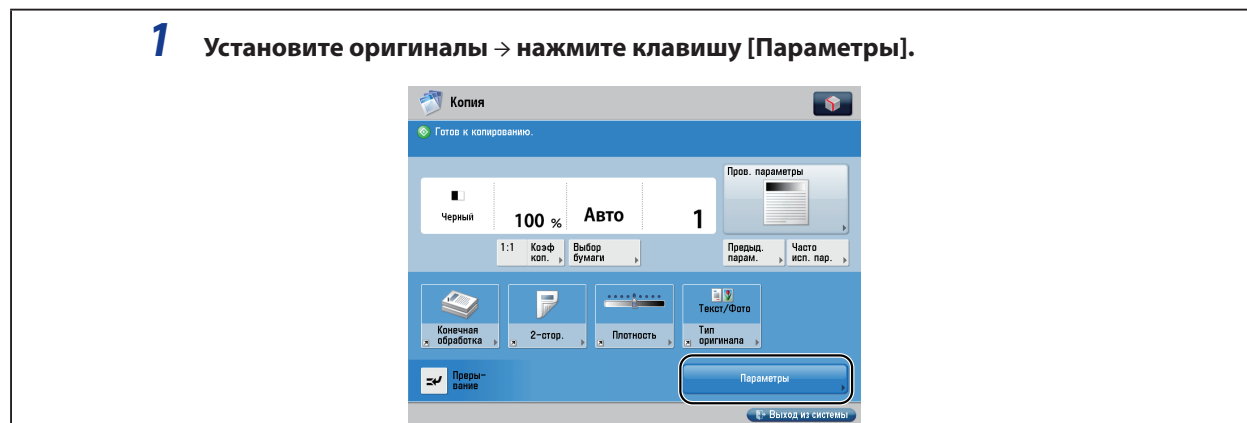 1 Установите оригиналы → нажмите клавишу [Параметры].
Копия
Готов к копированию.
Пров. параметры
Черный
100 %
Авто
1
1:1
Коэф
коп.
Выбор
бумаги
Предыд.
парам.
Часто
исп. пар.
Конечная
обработка
2-стор.
Плотность
Текст/Фото
Тип
оригинала
Преры-
вание
Параметры
Выход из системы